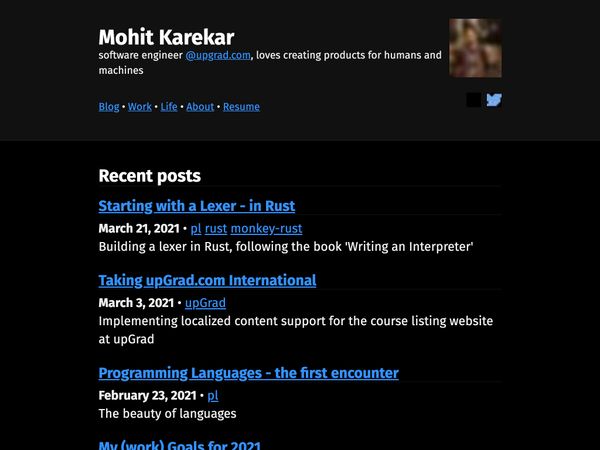 Mohit Karekar
software engineer @upgrad.com, loves creating products for humans and
machines
Blog • Work • Life • About • Resume
Recent posts
Starting with a Lexer - in Rust
March 21, 2021 • pl rust monkey-rust
Building a lexer in Rust, following the book 'Writing an Interpreter'
Taking upGrad.com International
March 3, 2021 • upGrad
Implementing localized content support for the course listing website
at upGrad
Programming Languages - the first encounter
February 23, 2021 • pl
The beauty of languages
My (work) Goals for 2021